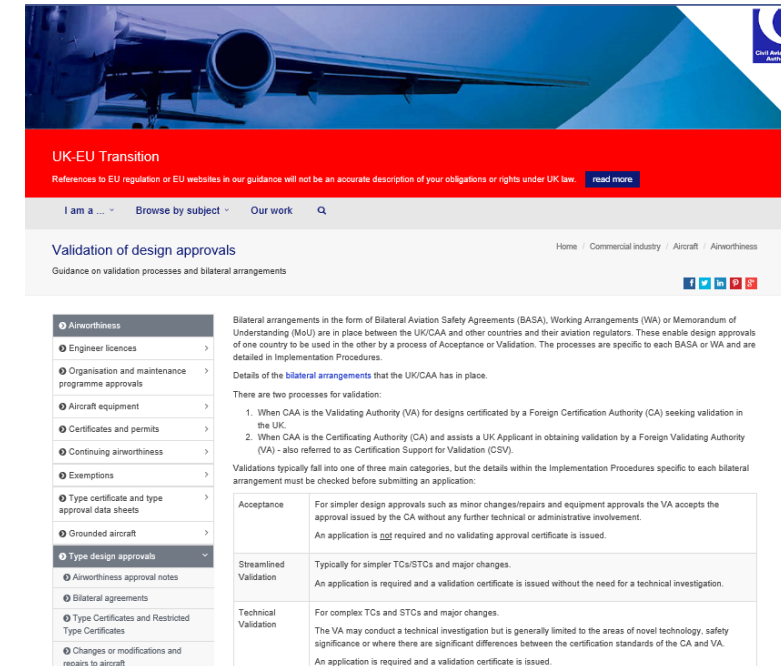 Civil Avia
Auth
UK-EU Transition
References to EU regulation or EU websites in our guidance will not be an accurate description of your obligations or rights under UK law. read more
I am a ... Browse by subject Our work
Validation of design approvals
Home / Commercial industry / Aircraft / Airworthiness
Guidance on validation processes and bilateral arrangements
Airworthiness
Engineer licences
Organisation and maintenance
programme approvals
Aircraft equipment
Certificates and permits
Continuing airworthiness
Exemptions
Type certificate and type
approval data sheets
Grounded aircraft
Type design approvals
Airworthiness approval notes
Bilateral agreements
Type Certificates and Restricted
Type Certificates
Changes or modifications and
repairs to aircraft
Bilateral arrangements in the form of Bilateral Aviation Safety Agreements (BASA), Working Arrangements (WA) or Memorandum of
Understanding (MoU) are in place between the UK/CAA and other countries and their aviation regulators. These enable design approvals
of one country to be used in the other by a process of Acceptance or Validation. The processes are specific to each BASA or WA and are
detailed in Implementation Procedures.
Details of the bilateral arrangements that the UK/CAA has in place.
There are two processes for validation:
1. When CAA is the Validating Authority (VA) for designs certificated by a Foreign Certification Authority (CA) seeking validation in
the UK.
2. When CAA is the Certificating Authority (CA) and assists a UK Applicant in obtaining validation by a Foreign Validating Authority
(VA) - also referred to as Certification Support for Validation (CSV).
Validations typically fall into one of three main categories, but the details within the Implementation Procedures specific to each bilateral
arrangement must be checked before submitting an application:
Acceptance
For simpler design approvals such as minor changes/repairs and equipment approvals the VA accepts the
approval issued by the CA without any further technical or administrative involvement.
An application is not required and no validating approval certificate is issued.
Streamlined
Validation
Typically for simpler TCs/STCs and major changes.
An application is required and a validation certificate is issued without the need for a technical investigation.
Technical
Validation
For complex TCs and STCs and major changes.
The VA may conduct a technical investigation but is generally limited to the areas of novel technology, safety
significance or where there are significant differences between the certification standards of the CA and VA.
An application is required and a validation certificate is issued.